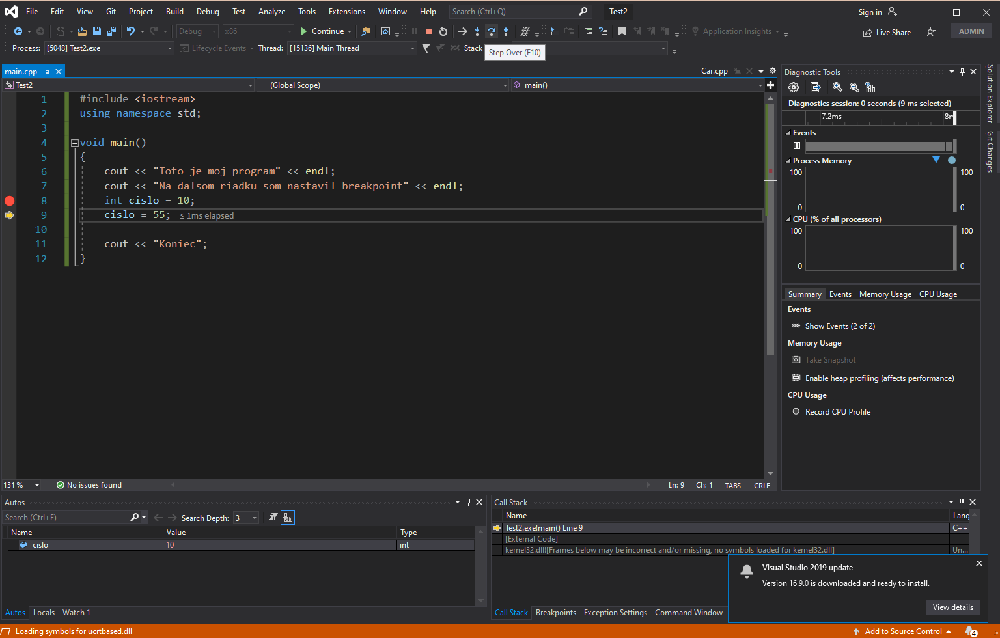 File Edit View Git Project Build Debug Test Analyze Tools Extensions Window Help Search (Ctrl+Q) Test2 Sign in
Debug x86 Continue Application Insights Live Share ADMIN
Process: [5048] Test2.exe Lifecycle Events Thread: [15136] Main Thread Stack
Step Over (F10)
main.cpp Car.cpp
Test2 (Global Scope) main()
1 #include <iostream>
2 using namespace std;
3
4 void main()
5 {
6 cout << "Toto je moj program" << endl;
7 cout << "Na dalsom riadku som nastavil breakpoint" << endl;
8 int cislo = 10;
9 cislo = 55; ≤ 1ms elapsed
10
11 cout << "Koniec";
12 }
131 % No issues found Ln: 9 Ch: 1 TABS CRLF
Diagnostic Tools
Diagnostics session: 0 seconds (9 ms selected)
7.2ms 8m
Events
Process Memory
100 100
0 0
CPU (% of all processors)
100 100
0 0
Summary Events Memory Usage CPU Usage
Events
Show Events (2 of 2)
Memory Usage
Take Snapshot
Enable heap profiling (affects performance)
CPU Usage
Record CPU Profile
Solution Explorer
Git Changes
Autos
Search (Ctrl+E) Search Depth: 3
Name Value Type
cislo 10 int
Autos Locals Watch 1
Call Stack
Name Lang
Test2.exe!main() Line 9 C++
[External Code]
kernel32.dll![Frames below may be incorrect and/or missing, no symbols loaded for kernel32.dll] Un...
Call Stack Breakpoints Exception Settings Command Window
Visual Studio 2019 update
Version 16.9.0 is downloaded and ready to install.
View details
Loading symbols for ucrtbased.dll Add to Source Control 4